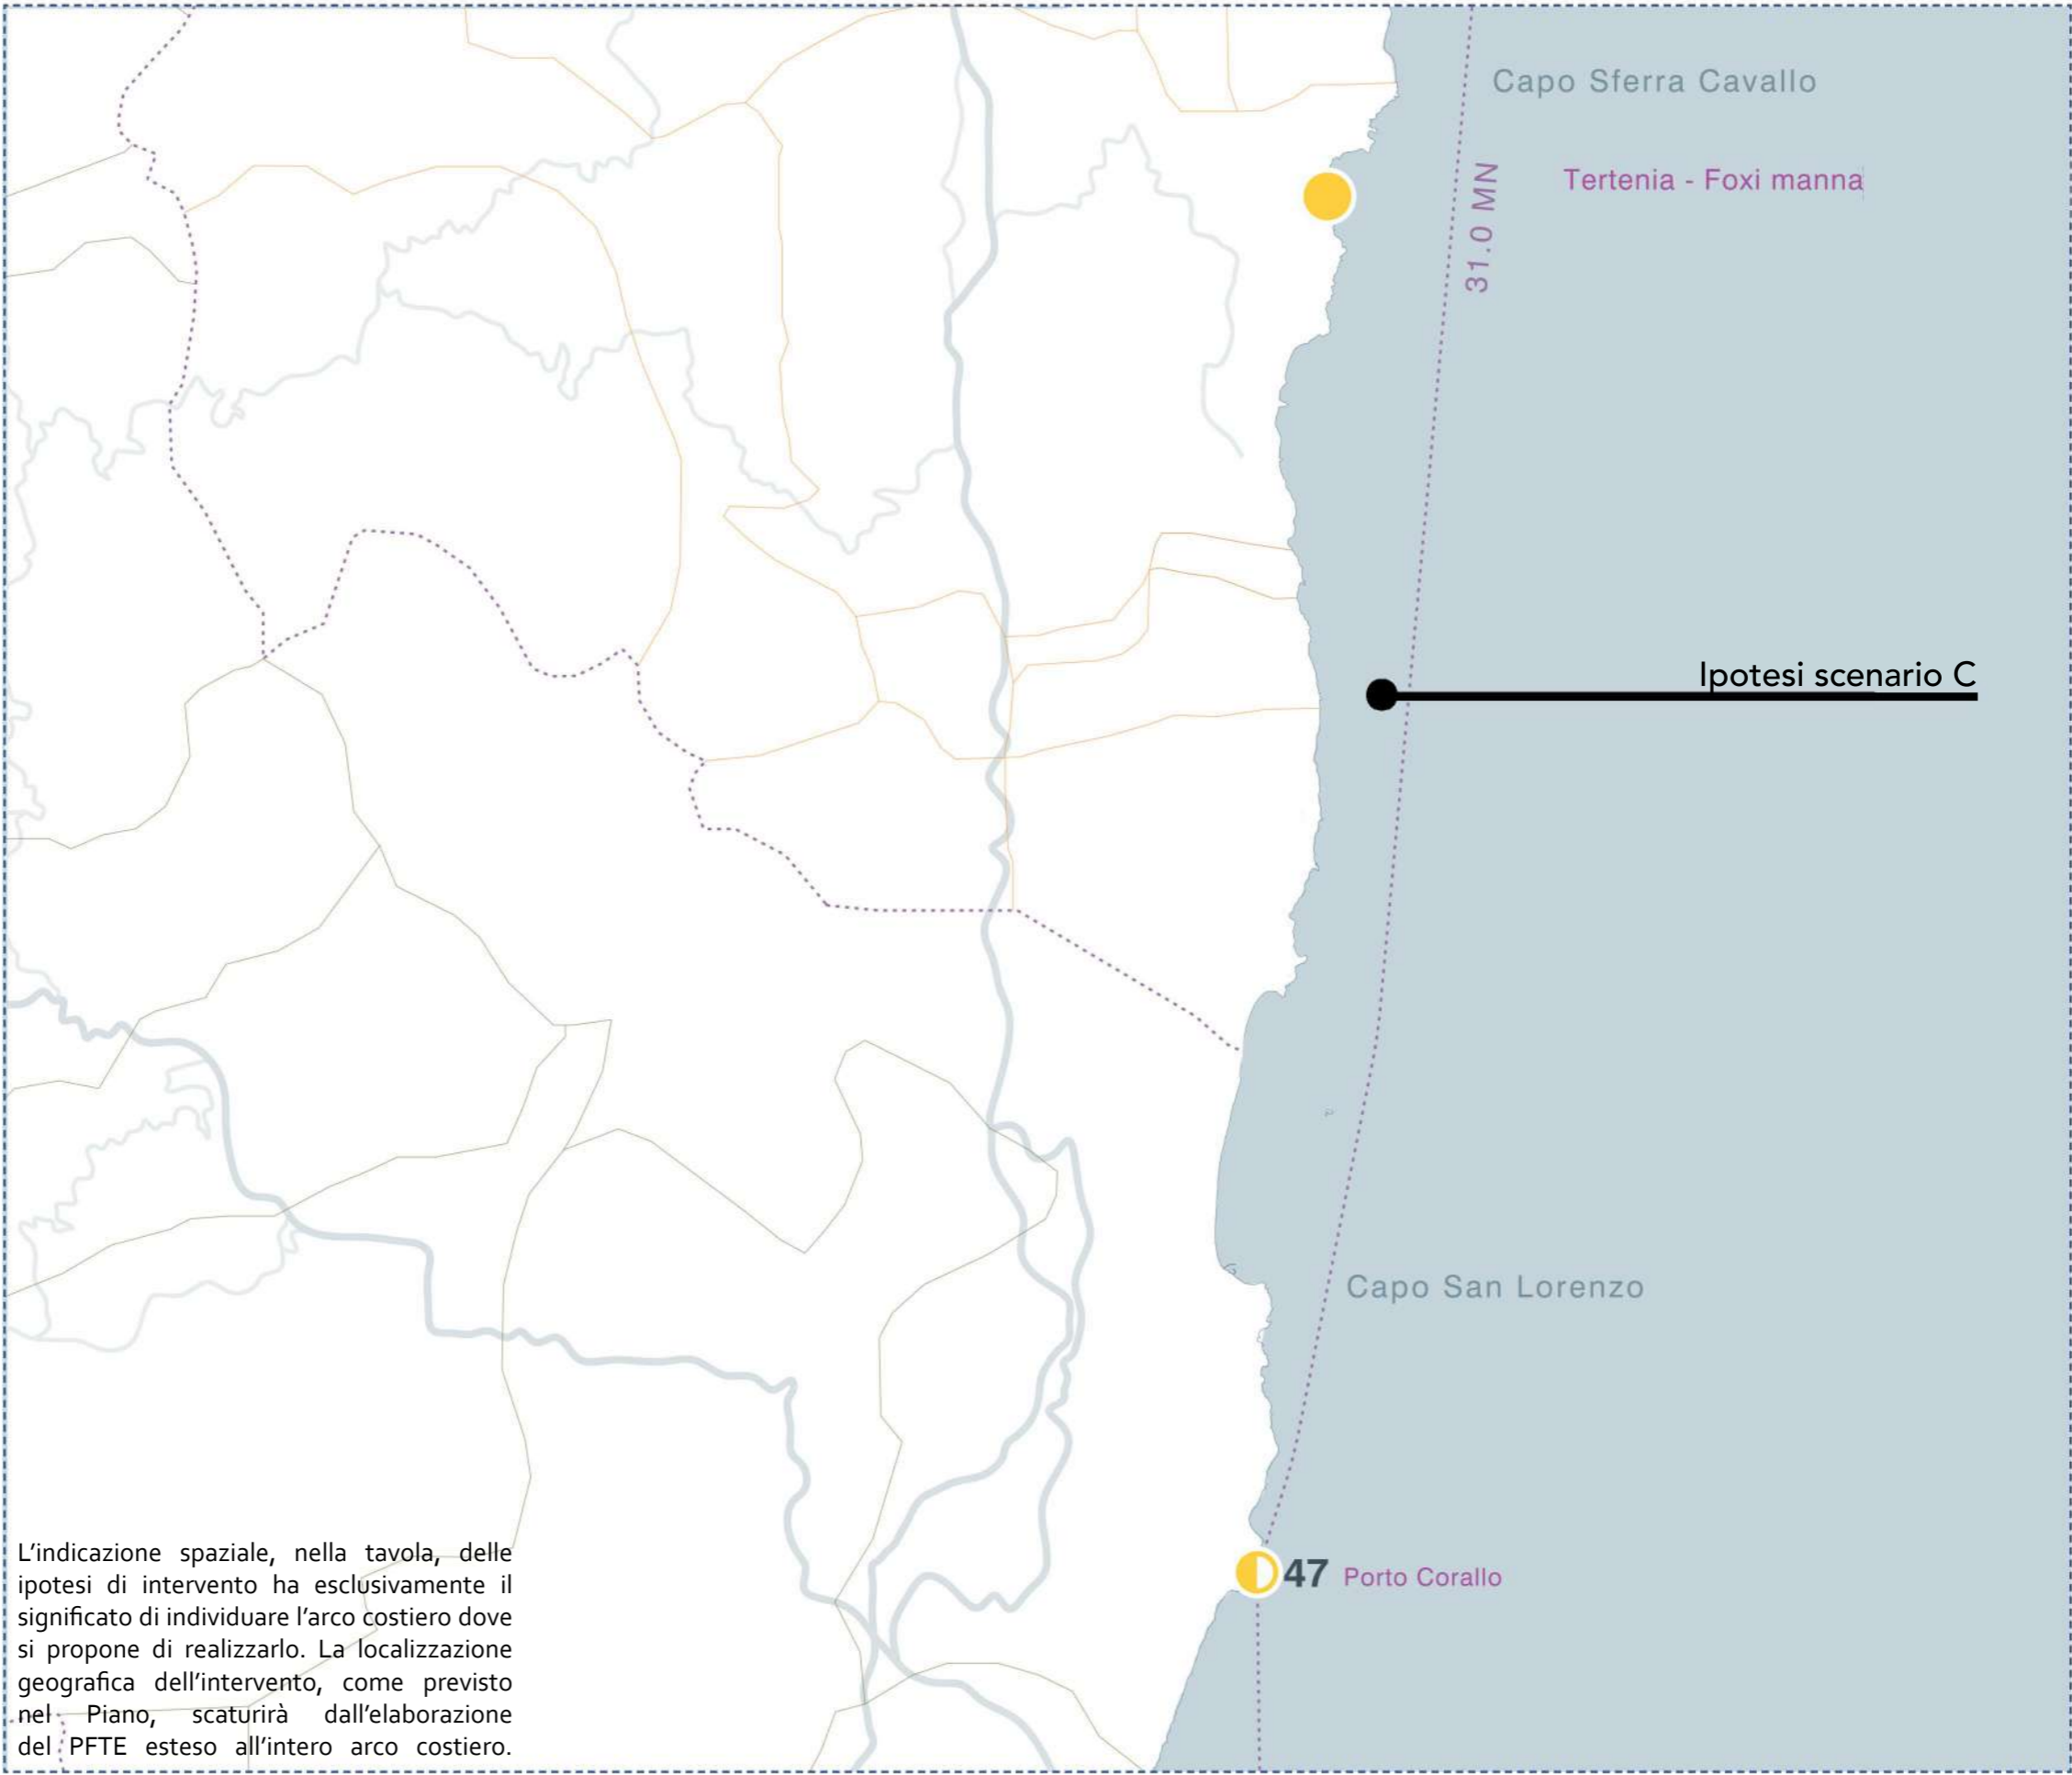 Capo Sferra Cavallo
Tertenia - Foxi manna
31.0 MN
Ipotesi scenario C
Capo San Lorenzo
47 Porto Corallo
L'indicazione spaziale, nella tavola, delle
ipotesi di intervento ha esclusivamente il
significato di individuare l'arco costiero dove
si propone di realizzarlo. La localizzazione
geografica dell'intervento, come previsto
nel Piano, scaturirà dall'elaborazione
del PFTE esteso all'intero arco costiero.